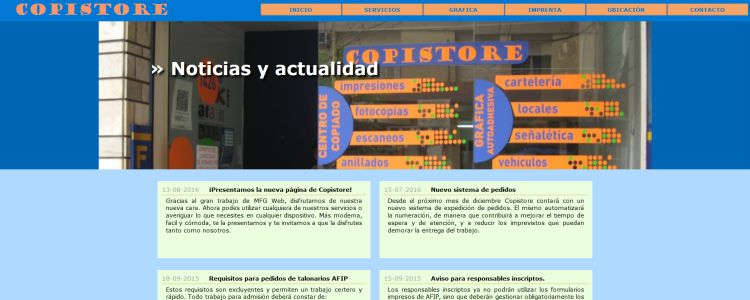 COPISTORE
INICIO
SERVICIOS
GRAFICA
IMPRENTA
UBICACIÓN
CONTACTO
» Noticias y actualidad
COPISTORE
CENTRO DE COPIADO
impresiones
fotocopias
escaneos
anillados
GRAFICA AUTOADHESIVA
cartelería
locales
señalética
vehículos
13-08-2016 ¡Presentamos la nueva página de Copistore!
Gracias al gran trabajo de MFG Web, disfrutamos de nuestra
nueva cara. Ahora podes utilizar cualquiera de nuestros servicios o
averiguar lo que necesites en cualquier dispositivo. Más moderna,
facil y cómoda, te la presentamos y te invitamos a que la disfrutes
tanto como nosotros.
15-07-2016 Nuevo sistema de pedidos
Desde el próximo mes de diciembre Copistore contará con un
nuevo sistema de expedición de pedidos. El mismo automatizará
la numeración, de manera que contribuirá a mejorar el tiempo de
espera y de atención, y a reducir los imprevistos que puedan
demorar la entrega del trabajo.
18-09-2015 Requisitos para pedidos de talonarios AFIP
Estos requisitos son excluyentes y permiten un trabajo certero y
rápido. Todo trabajo para admisión deberá constar de:
15-09-2015 Aviso para responsables inscriptos.
Los responsables inscriptos ya no podrán utilizar los formularios
impresos de AFIP, sino que deberán gestionar obligatoriamente los